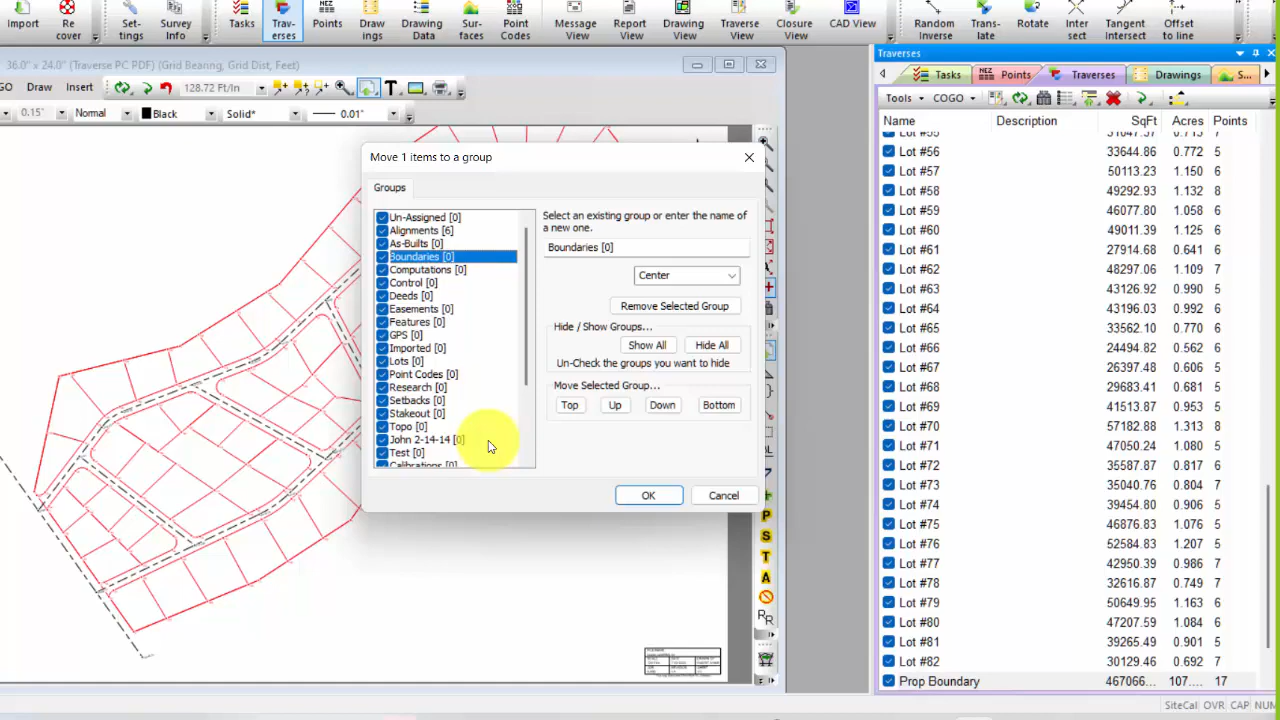 Import
Re
cover
Set-
tings
Survey
Info
Tasks
Trav-
erses
Points
Draw
ings
Drawing
Data
Sur-
faces
Point
Codes
Message
View
Report
View
Drawing
View
Traverse
View
Closure
View
CAD View
Random
Inverse
Trans-
late
Rotate
Inter
sect
Tangent
Intersect
Offset
to line
36.0" x 24.0" (Traverse PC PDF) (Grid Bearing, Grid Dist, Feet)
GO Draw Insert 128.72 Ft/In
0.15" Normal Black Solid* 0.01"
Move 1 items to a group
Groups
Un-Assigned [0]
Alignments [6]
As-Builts [0]
Boundaries [0]
Computations [0]
Control [0]
Deeds [0]
Easements [0]
Features [0]
GPS [0]
Imported [0]
Lots [0]
Point Codes [0]
Research [0]
Setbacks [0]
Stakeout [0]
Topo [0]
John 2-14-14 [0]
Test [0]
Calibrations [0]
Select an existing group or enter the name of
a new one.
Boundaries [0]
Center
Remove Selected Group
Hide / Show Groups...
Show All Hide All
Un-Check the groups you want to hide
Move Selected Group...
Top Up Down Bottom
OK Cancel
P
S
T
A
Traverses
Tasks Points Traverses Drawings S...
Tools COGO
Name Description SqFt Acres Points
Lot #55 31047.37 0.713 7
Lot #56 33644.86 0.772 5
Lot #57 50113.23 1.150 6
Lot #58 49292.93 1.132 8
Lot #59 46077.80 1.058 6
Lot #60 49011.39 1.125 6
Lot #61 27914.68 0.641 6
Lot #62 48297.06 1.109 7
Lot #63 43126.92 0.990 5
Lot #64 43196.03 0.992 6
Lot #65 33562.10 0.770 5
Lot #66 24494.82 0.562 5
Lot #67 26397.48 0.606 5
Lot #68 29683.41 0.681 5
Lot #69 41513.87 0.953 5
Lot #70 57182.88 1.313 8
Lot #71 47050.24 1.080 5
Lot #72 35587.87 0.817 6
Lot #73 35040.76 0.804 7
Lot #74 39454.80 0.906 5
Lot #75 46876.83 1.076 5
Lot #76 52584.83 1.207 5
Lot #77 42950.39 0.986 7
Lot #78 32616.87 0.749 7
Lot #79 50649.95 1.163 6
Lot #80 47207.59 1.084 6
Lot #81 39265.49 0.901 5
Lot #82 30129.46 0.692 7
Prop Boundary 467066... 107.... 17
SiteCal OVR CAP NUM